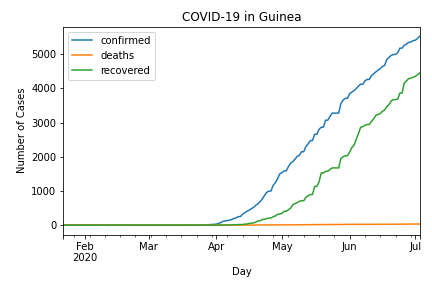 COVID-19 in Guinea
confirmed
deaths
recovered
Number of Cases
5000
4000
3000
2000
1000
0
Feb
2020
Mar
Apr
May
Jun
Jul
Day